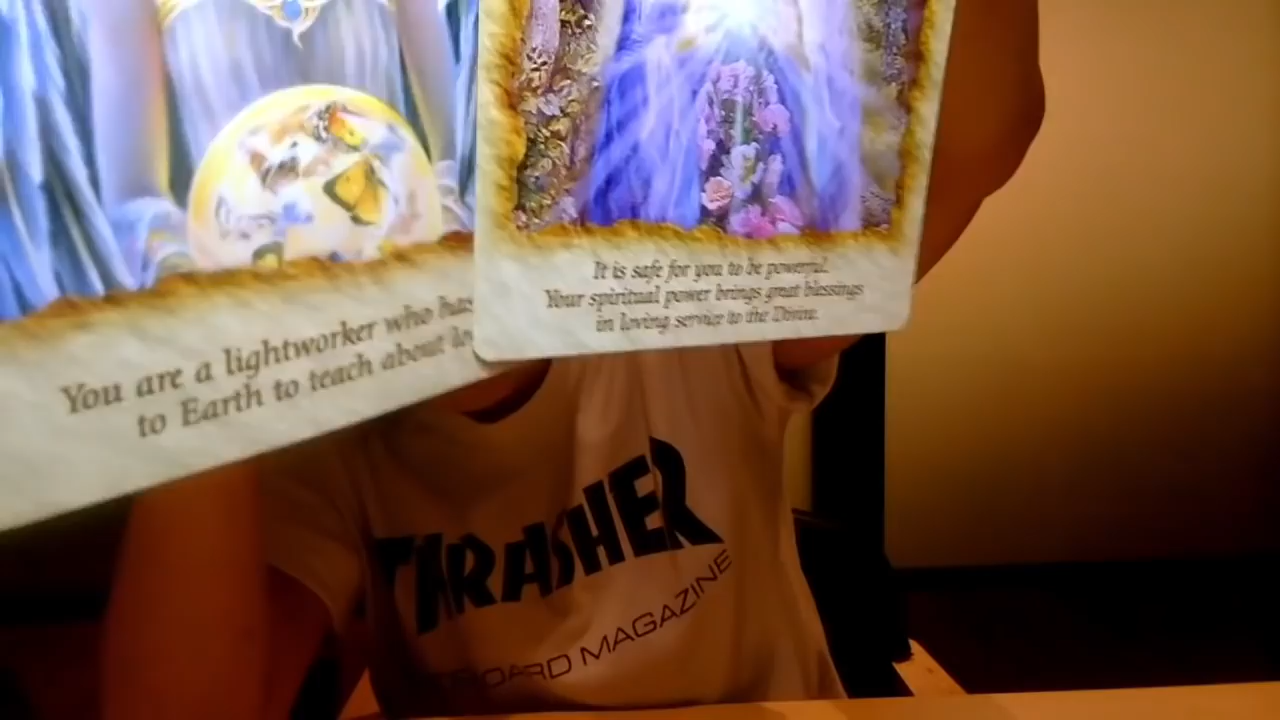 You are a lightworker who has
to Earth to teach about
It is safe for you to be powerful.
Your spiritual power brings great blessings
in loving service to the Divine.
THRASHER
BOARD MAGAZINE